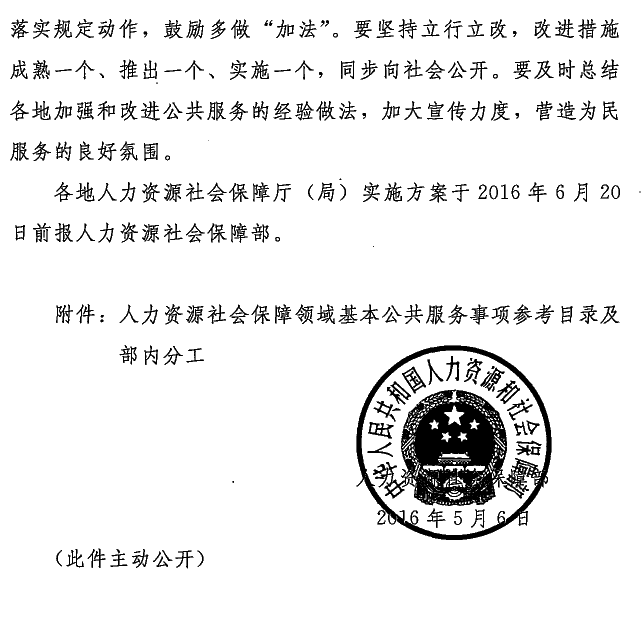 落实规定动作，鼓励多做“加法”。要坚持立行立改，改进措施
成熟一个、推出一个、实施一个，同步向社会公开。要及时总结
各地加强和改进公共服务的经验做法，加大宣传力度，营造为民
服务的良好氛围。
各地人力资源社会保障厅（局）实施方案于 2016 年 6 月 20
日前报人力资源社会保障部。
附件：人力资源社会保障领域基本公共服务事项参考目录及
部内分工
中华人民共和国人力资源和社会保障部
人力资源社会保障部
2016 年 5 月 6 日
（此件主动公开）